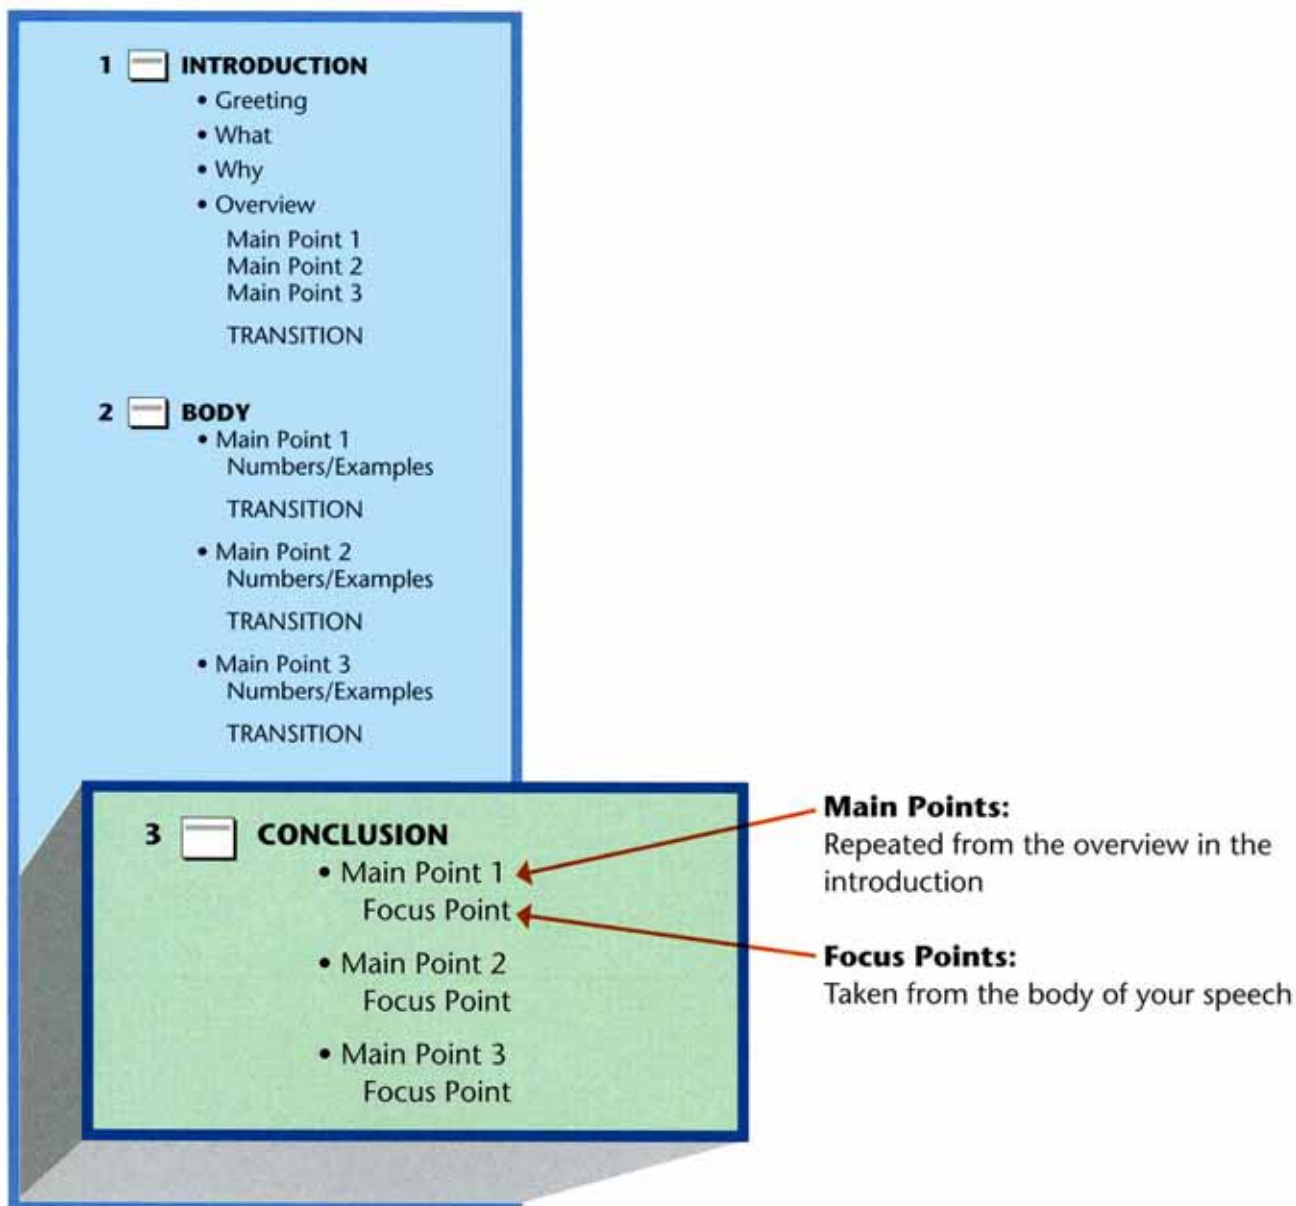 1 INTRODUCTION
• Greeting
• What
• Why
• Overview
Main Point 1
Main Point 2
Main Point 3
TRANSITION
2 BODY
• Main Point 1
Numbers/Examples
TRANSITION
• Main Point 2
Numbers/Examples
TRANSITION
• Main Point 3
Numbers/Examples
TRANSITION
3 CONCLUSION
• Main Point 1
Focus Point
• Main Point 2
Focus Point
• Main Point 3
Focus Point
Main Points:
Repeated from the overview in the
introduction
Focus Points:
Taken from the body of your speech